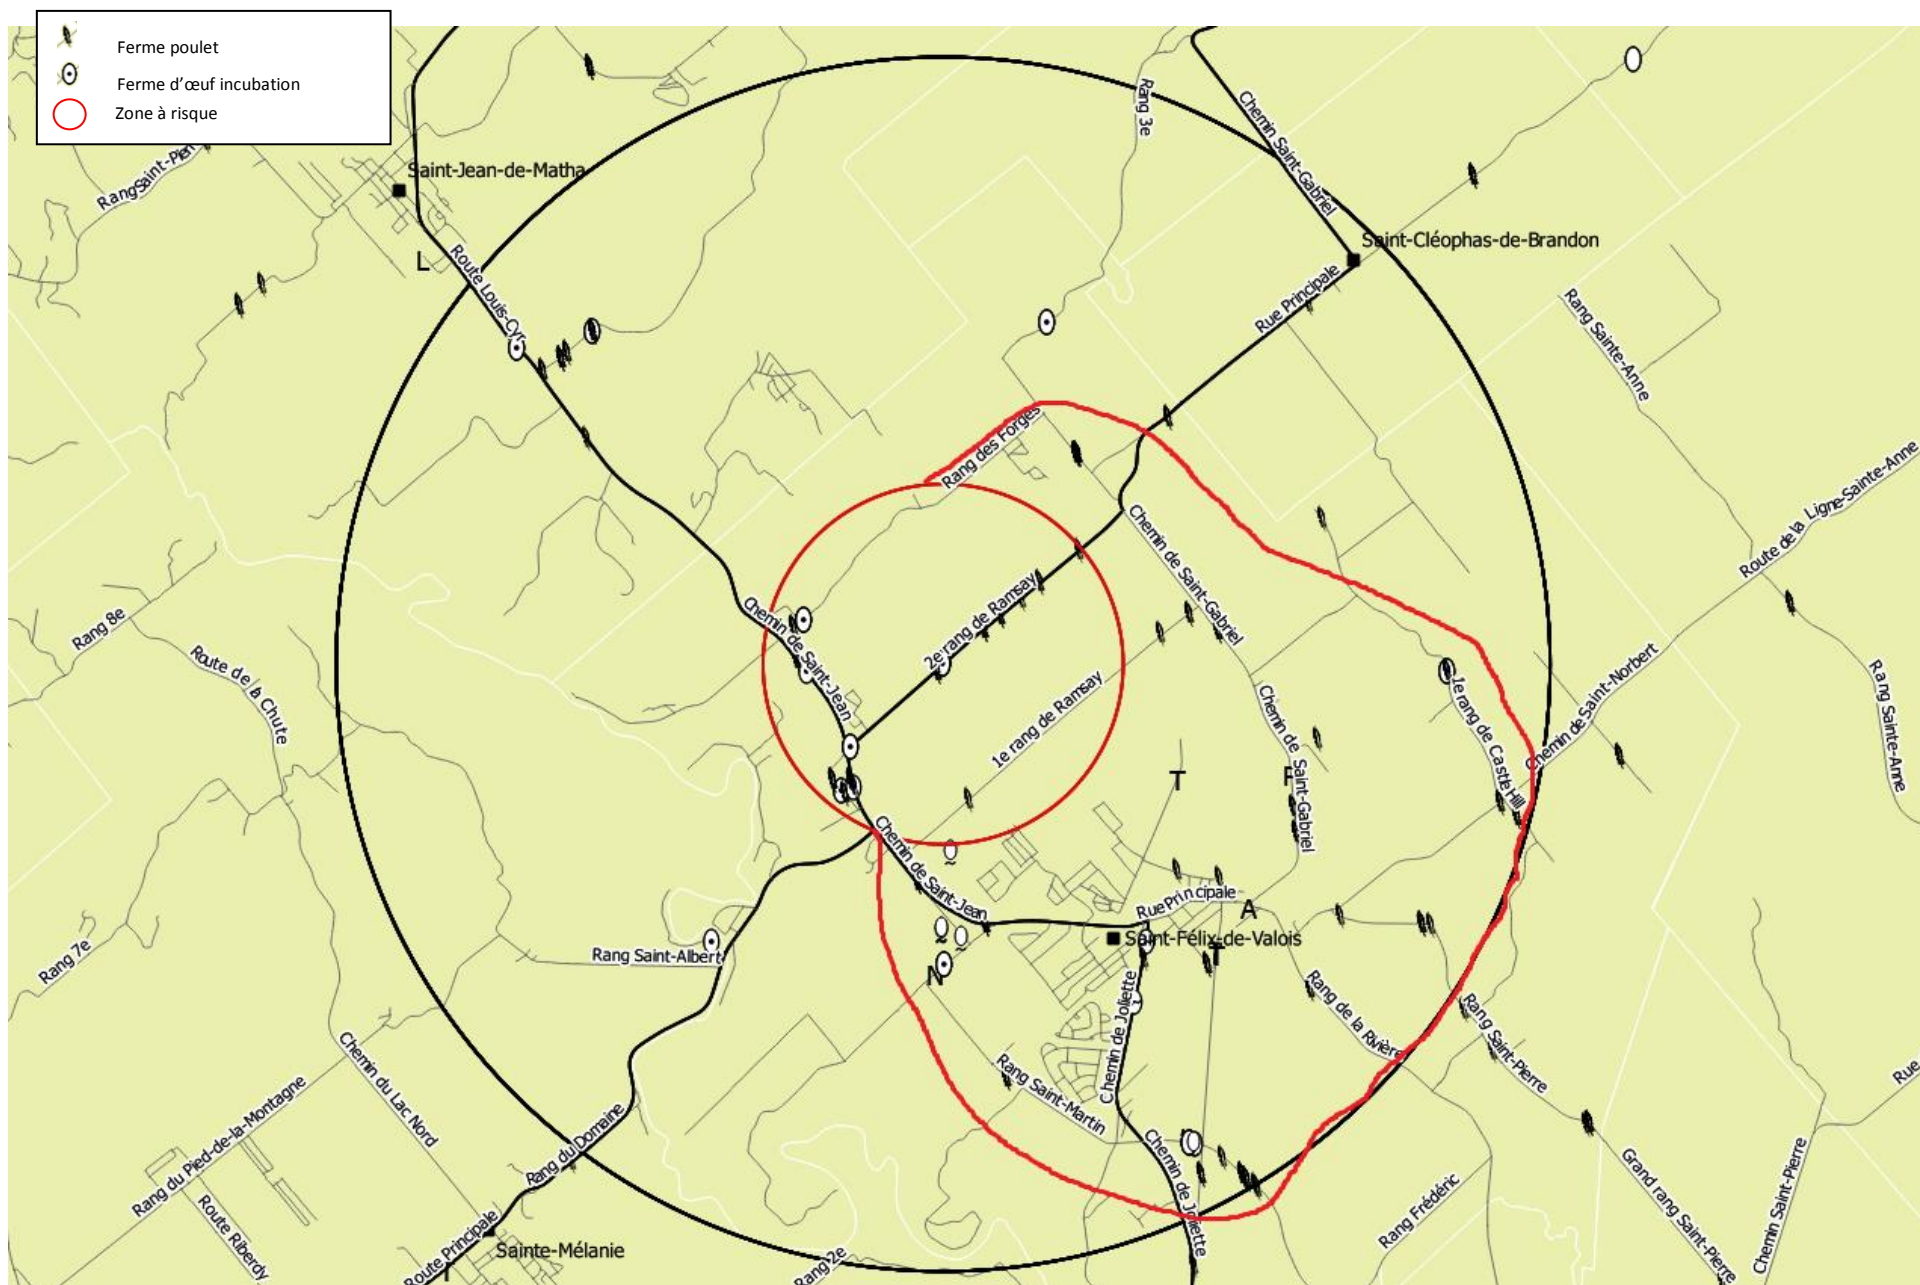 Ferme poulet
Ferme d'œuf incubation
Zone à risque
Rang Saint-Pierr
Saint-Jean-de-Matha
L
Route Louis-Cyr
Rang 3e
Chemin Saint-Gabriel
Saint-Cléophas-de-Brandon
Rue Principale
Rang Sainte-Anne
Rang des Forges
Route de la Ligne-Sainte-Anne
Chemin de Saint-Gabriel
Rang 8e
Route de la Chute
Chemin de Saint-Jean
2e rang de Ramsay
1e rang de Ramsay
Chemin de Saint-Gabriel
1e rang de Castle Hill
Chemin de Saint-Norbert
Rang Sainte-Anne
T
F
Chemin de Saint-Jean
Rue Principale
A
Saint-Félix-de-Valois
T
N
Rang Saint-Albert
Rang 7e
Chemin de Joliette
Rang de la Rivière
Rang Saint-Pierre
Chemin du Lac Nord
Rang Saint-Martin
Rang du Pied-de-la-Montagne
Rang du Domaine
Chemin de Joliette
Rue
Chemin Saint-Pierre
Grand rang Saint-Pierre
Rang Frédéric
Route Riberdy
Route Principale
Sainte-Mélanie
Rang 2e